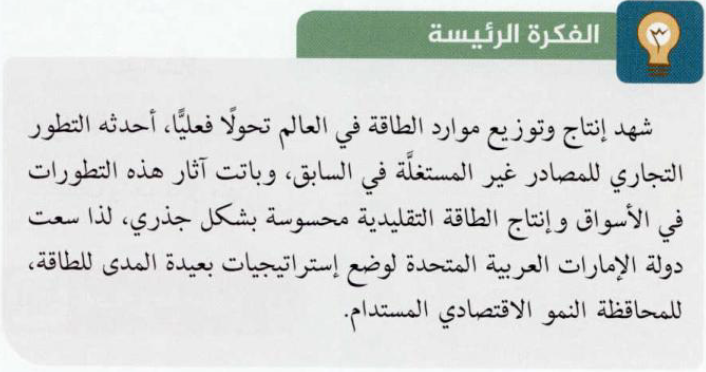 الفكرة الرئيسة
شهد إنتاج وتوزيع موارد الطاقة في العالم تحولًا فعليًّا، أحدثه التطور
التجاري للمصادر غير المستغلَّة في السابق، وباتت آثار هذه التطورات
في الأسواق وإنتاج الطاقة التقليدية محسوسة بشكل جذري، لذا سعت
دولة الإمارات العربية المتحدة لوضع إستراتيجيات بعيدة المدى للطاقة،
للمحافظة النمو الاقتصادي المستدام.